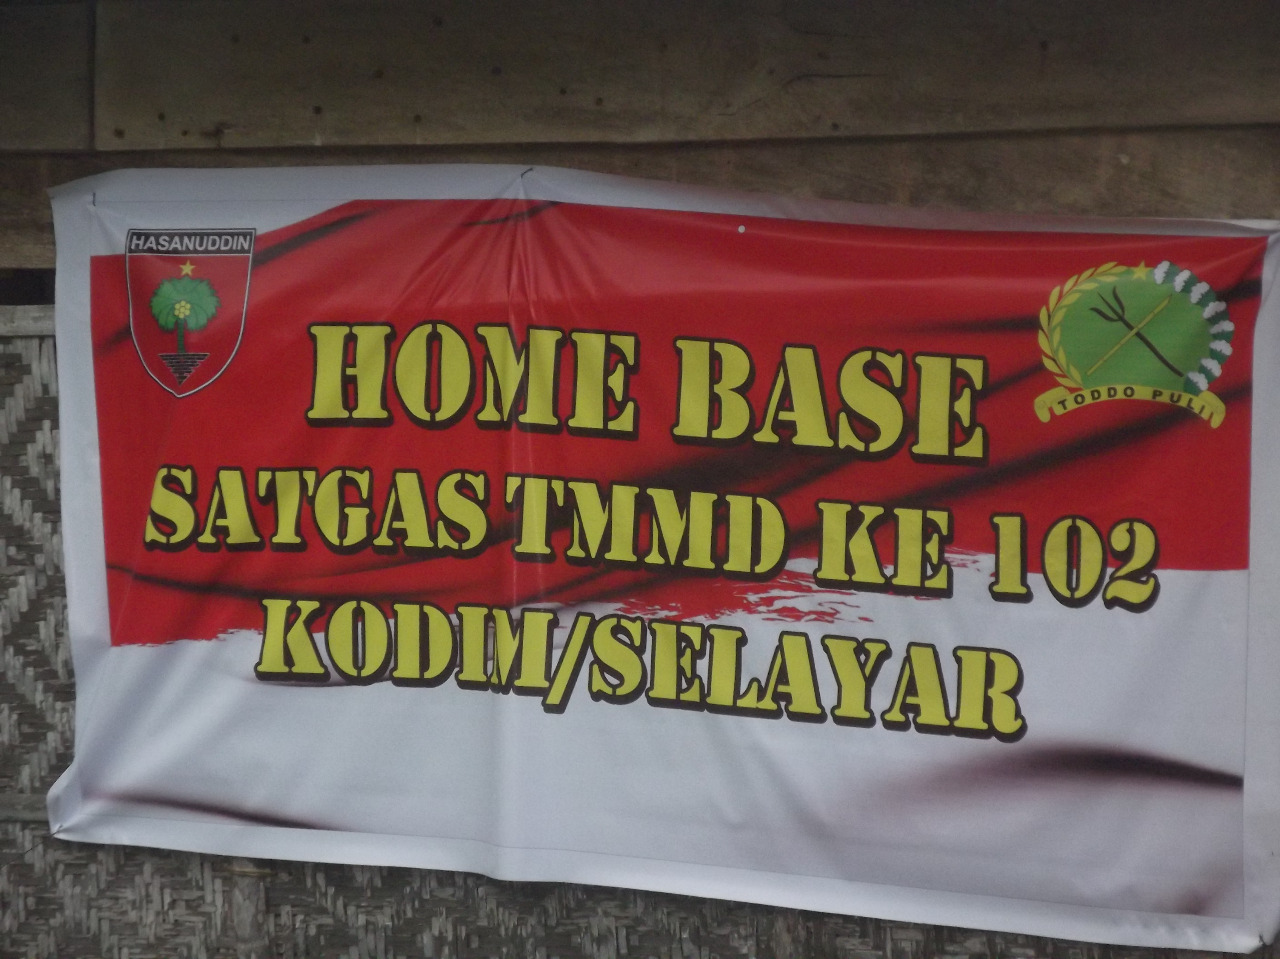 HASANUDDIN
HOME BASE
TODDO PULI
SATGAS TMMD KE 102
KODIM/SELAYAR